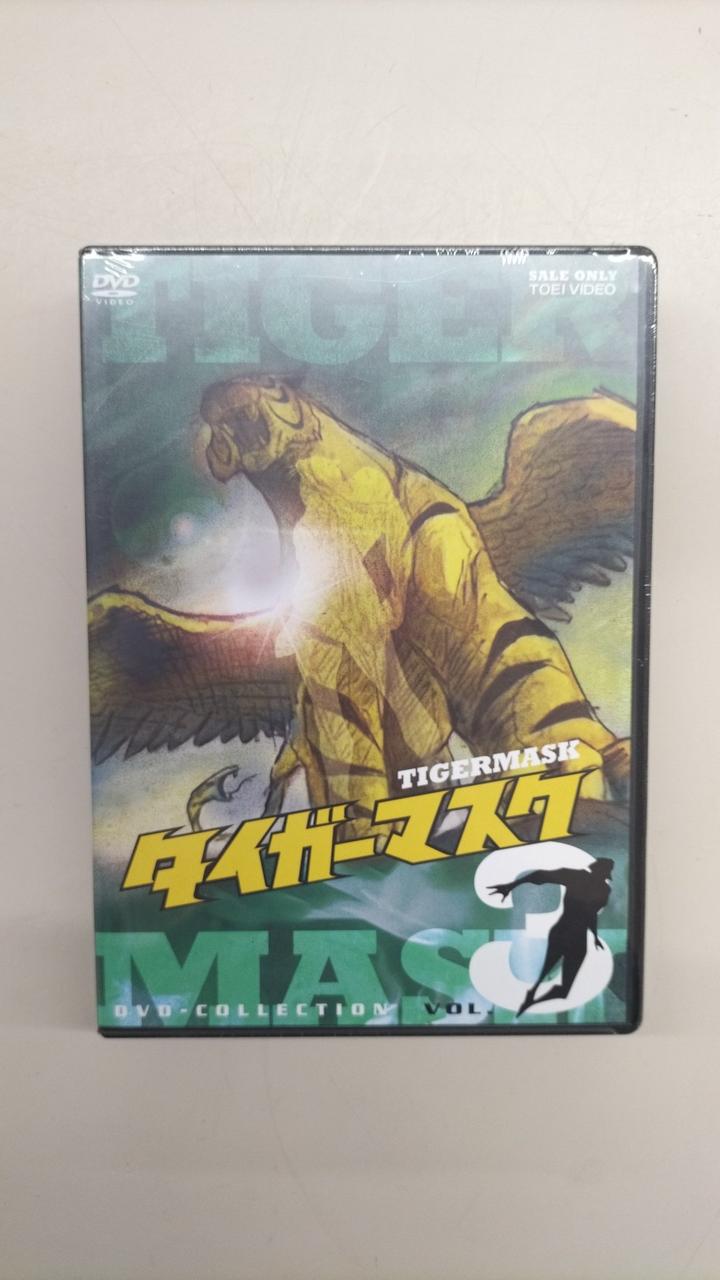 DVD
VIDEO
SALE ONLY
TOEI VIDEO
TIGER
TIGERMASK
タイガーマスク
3
MASK
DVD-COLLECTION VOL.